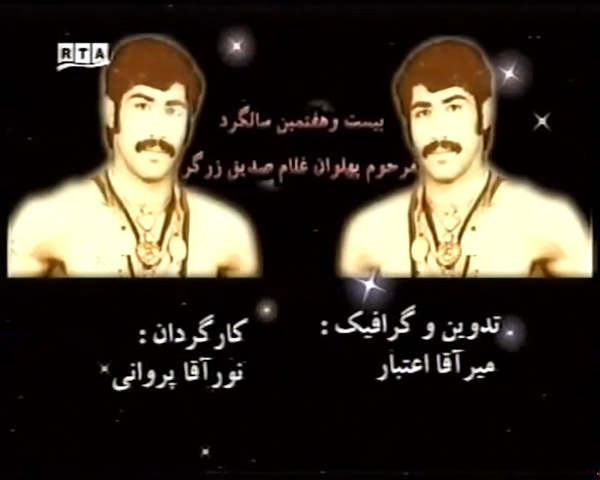 RTA
بیست وهفتمین سالگرد
مرحوم پهلوان غلام صدیق زرگر
تدوین و گرافیک :
میرآقا اعتبار
کارگردان :
نورآقا پروانی